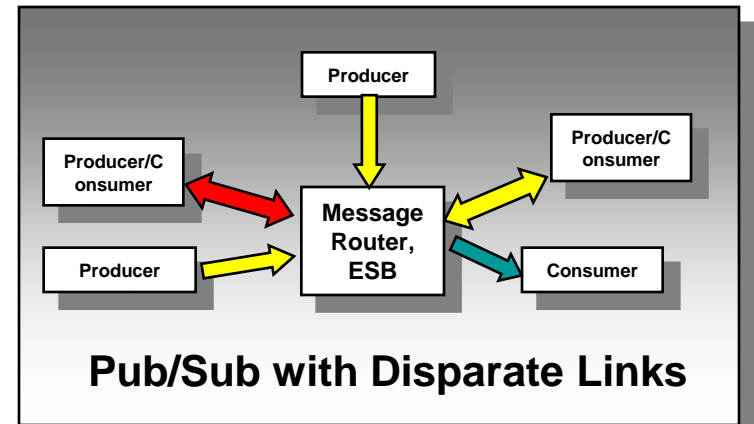 Producer
Producer/C
onsumer
Producer/C
onsumer
Message
Router,
ESB
Producer
Consumer
Pub/Sub with Disparate Links